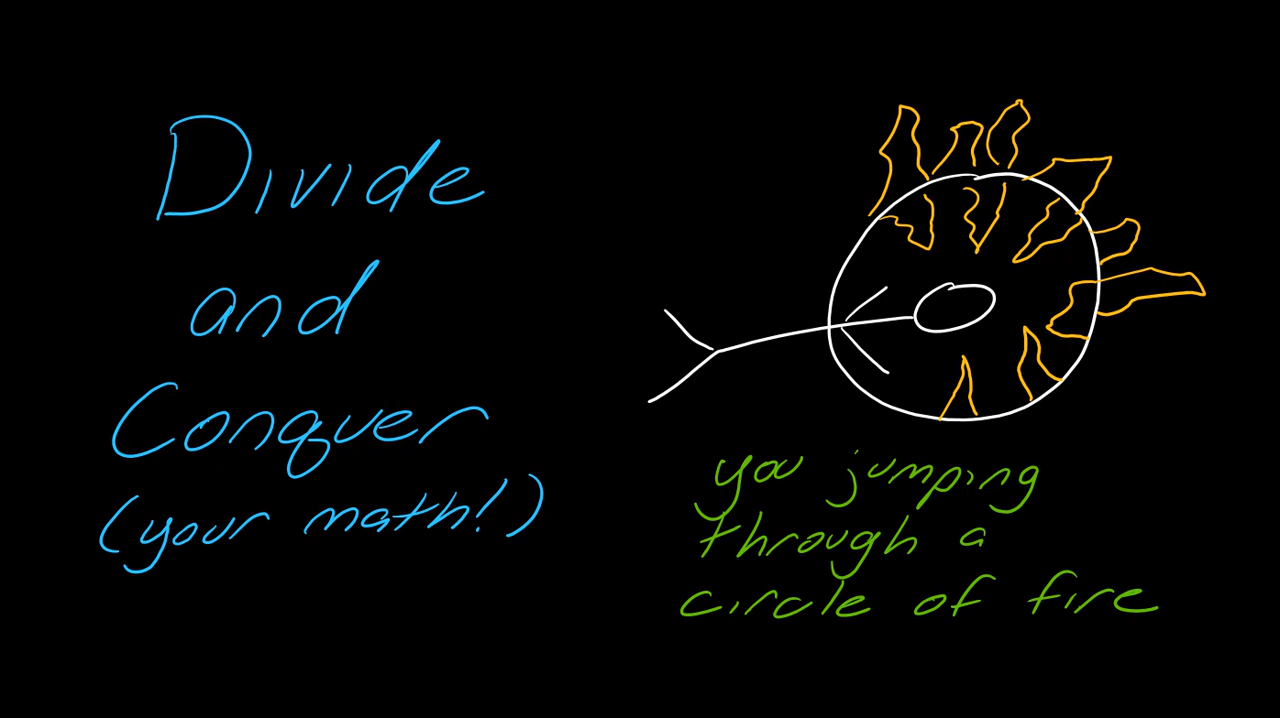 Divide
and
Conquer
(your math!)
you jumping
through a
circle of fire